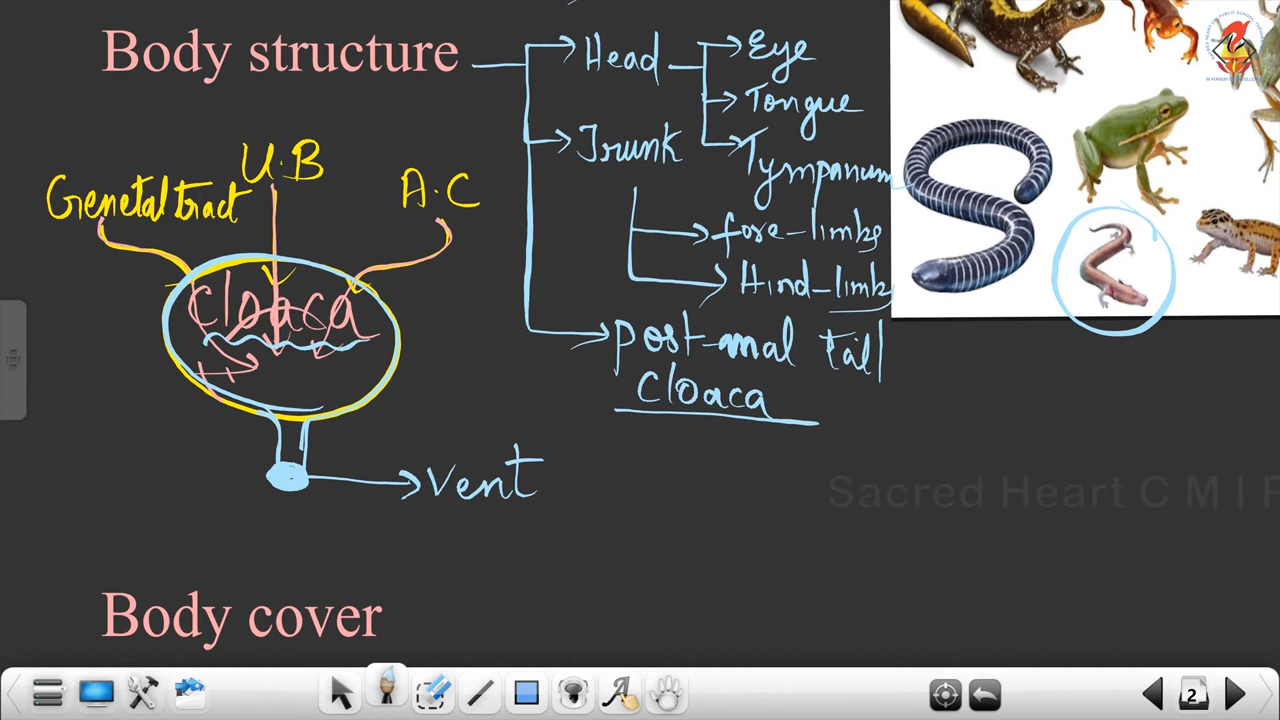 Body structure
Head
Eye
Tongue
Trunk
Tympanum
U.B
Genetal tract
A.C
fore-limbs
Hind-limbs
Cloaca
Post-anal tail
Cloaca
Vent
Sacred Heart C M I P
Body cover
2